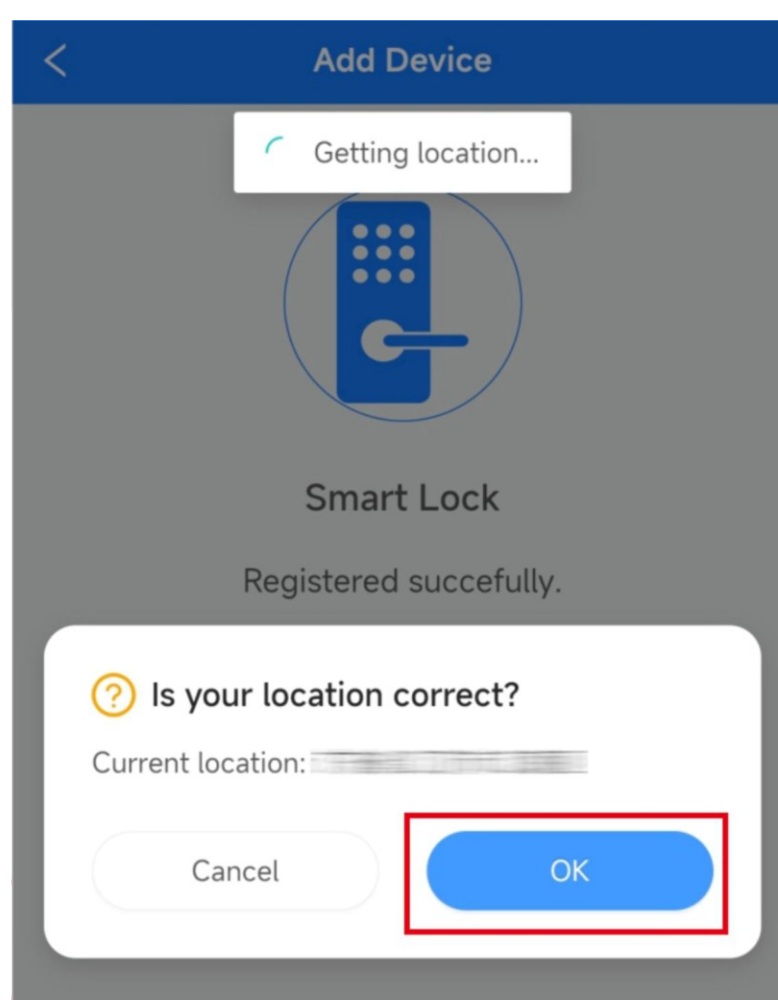 Add Device
Getting location...
Smart Lock
Registered succefully.
Is your location correct?
Current location:
Cancel
OK